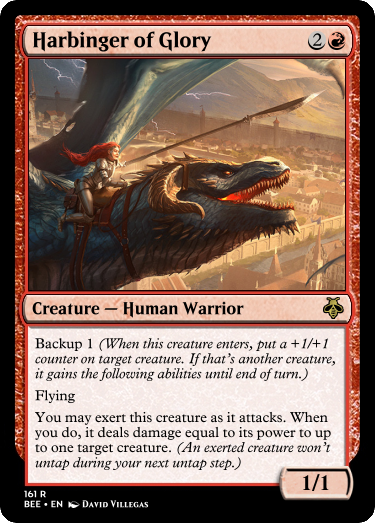 Harbinger of Glory 2
Creature — Human Warrior
Backup 1 (When this creature enters, put a +1/+1
counter on target creature. If that's another creature,
it gains the following abilities until end of turn.)
Flying
You may exert this creature as it attacks. When
you do, it deals damage equal to its power to up
to one target creature. (An exerted creature won't
untap during your next untap step.)
1/1
161 R
BEE • EN DAVID VILLEGAS